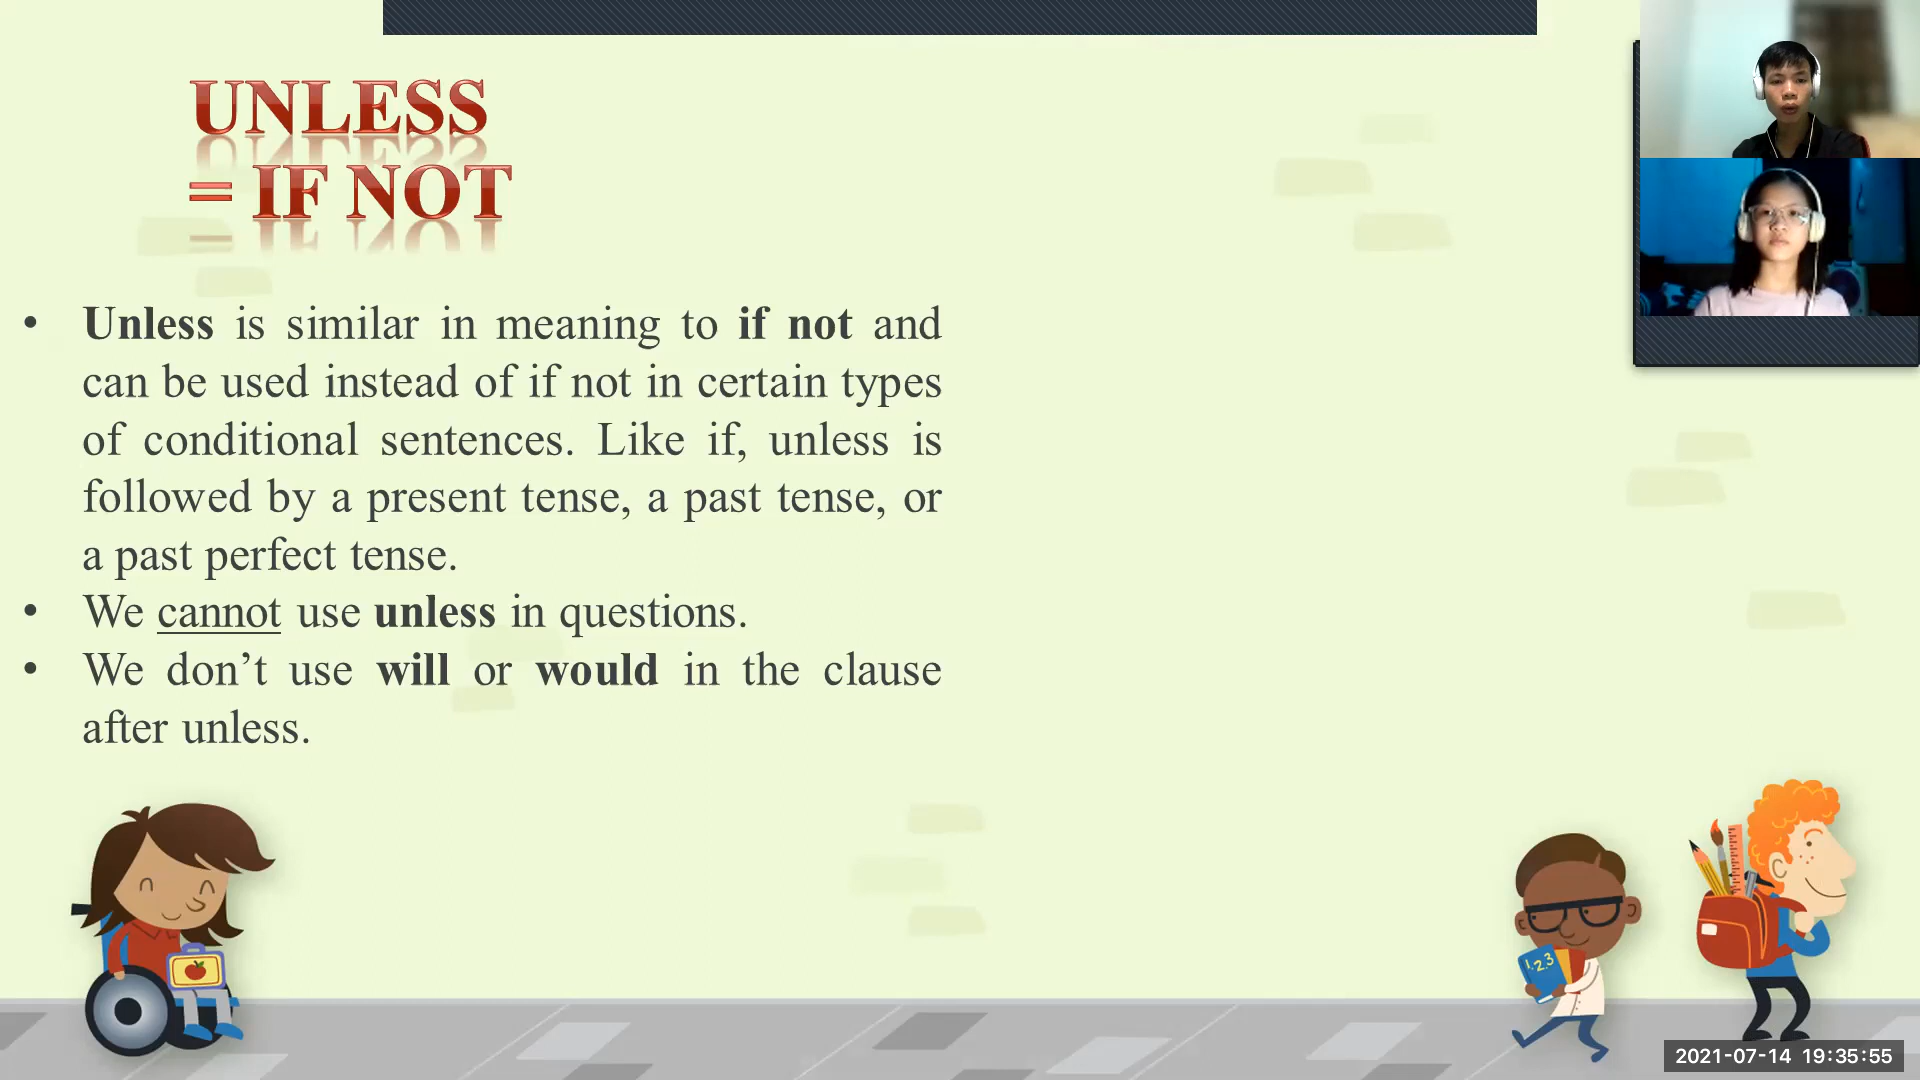 UNLESS
= IF NOT
• Unless is similar in meaning to if not and
can be used instead of if not in certain types
of conditional sentences. Like if, unless is
followed by a present tense, a past tense, or
a past perfect tense.
• We cannot use unless in questions.
• We don’t use will or would in the clause
after unless.
1,2,3
2021-07-14 19:35:55